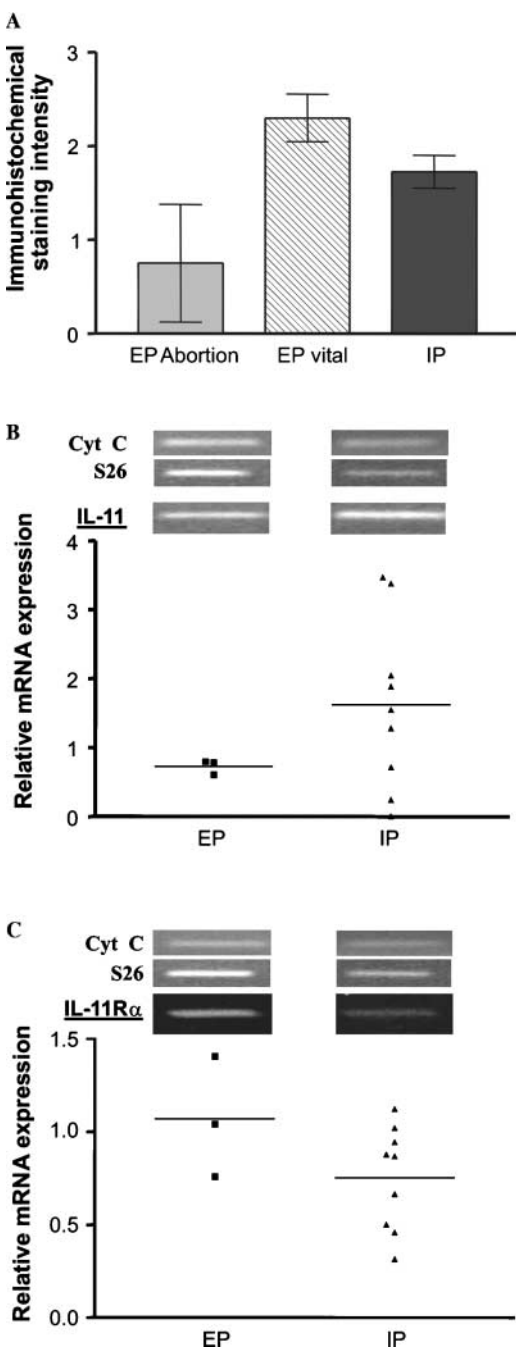 A
Immunohistochemical
staining intensity
3
2
1
0
EP Abortion EP vital IP
B
Cyt C
S26
IL-11
Relative mRNA expression
4
3
2
1
0
EP IP
C
Cyt C
S26
IL-11Rα
Relative mRNA expression
1.5
1.0
0.5
0.0
EP IP